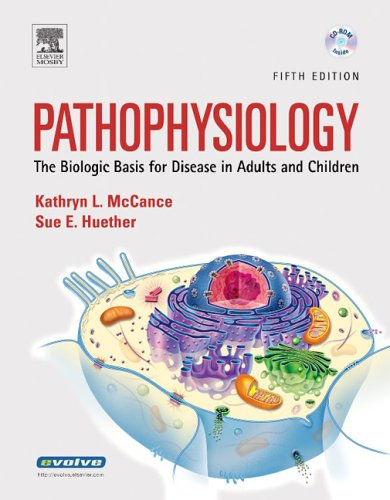 ELSEVIER
MOSBY
CD-ROM
Inside
FIFTH EDITION
PATHOPHYSIOLOGY
The Biologic Basis for Disease in Adults and Children
Kathryn L. McCance
Sue E. Huether
evolve
http://evolve.elsevier.com